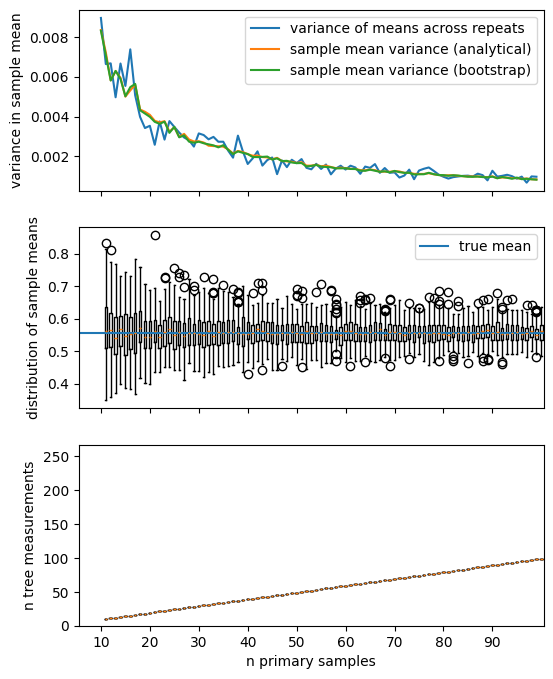 variance in sample mean
0.008
0.006
0.004
0.002
variance of means across repeats
sample mean variance (analytical)
sample mean variance (bootstrap)
distribution of sample means
0.8
0.7
0.6
0.5
0.4
true mean
n tree measurements
250
200
150
100
50
0
10 20 30 40 50 60 70 80 90
n primary samples